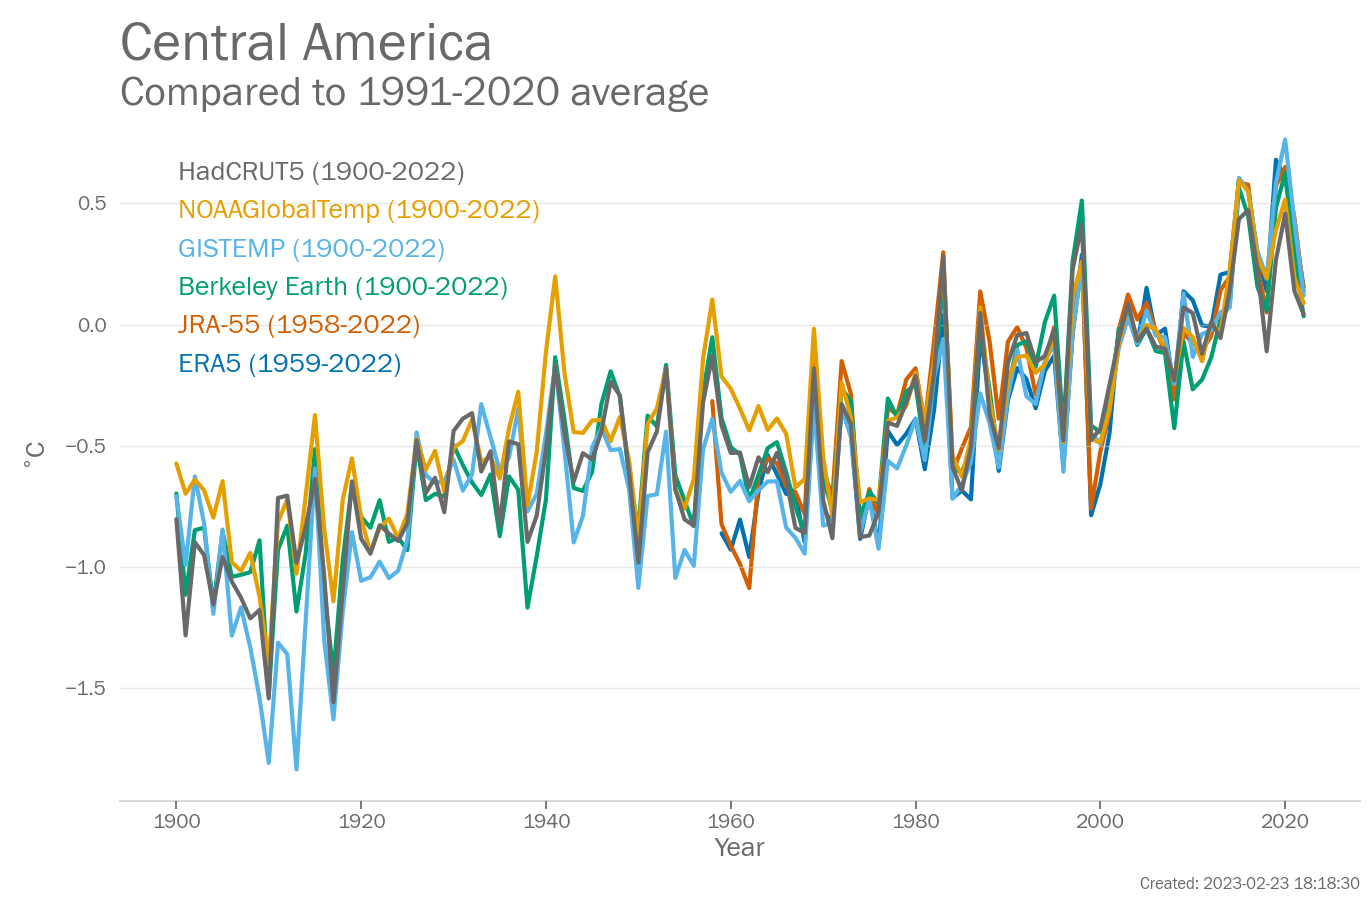 Central America
Compared to 1991-2020 average
HadCRUT5 (1900-2022)
NOAAGlobalTemp (1900-2022)
GISTEMP (1900-2022)
Berkeley Earth (1900-2022)
JRA-55 (1958-2022)
ERA5 (1959-2022)
0.5
0.0
−0.5
−1.0
−1.5
°C
1900 1920 1940 1960 1980 2000 2020
Year
Created: 2023-02-23 18:18:30